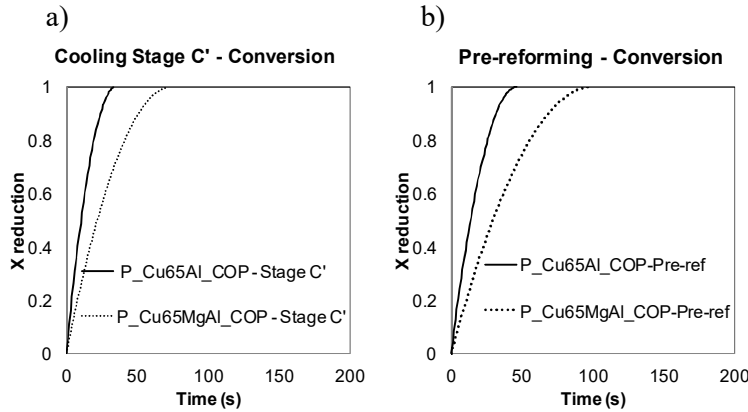 a)
Cooling Stage C' - Conversion
1
0.8
0.6
0.4
0.2
0
X reduction
P_Cu65Al_COP - Stage C'
P_Cu65MgAl_COP - Stage C'
0 50 100 150 200
Time (s)
b)
Pre-reforming - Conversion
1
0.8
0.6
0.4
0.2
0
X reduction
P_Cu65Al_COP-Pre-ref
P_Cu65MgAl_COP-Pre-ref
0 50 100 150 200
Time (s)